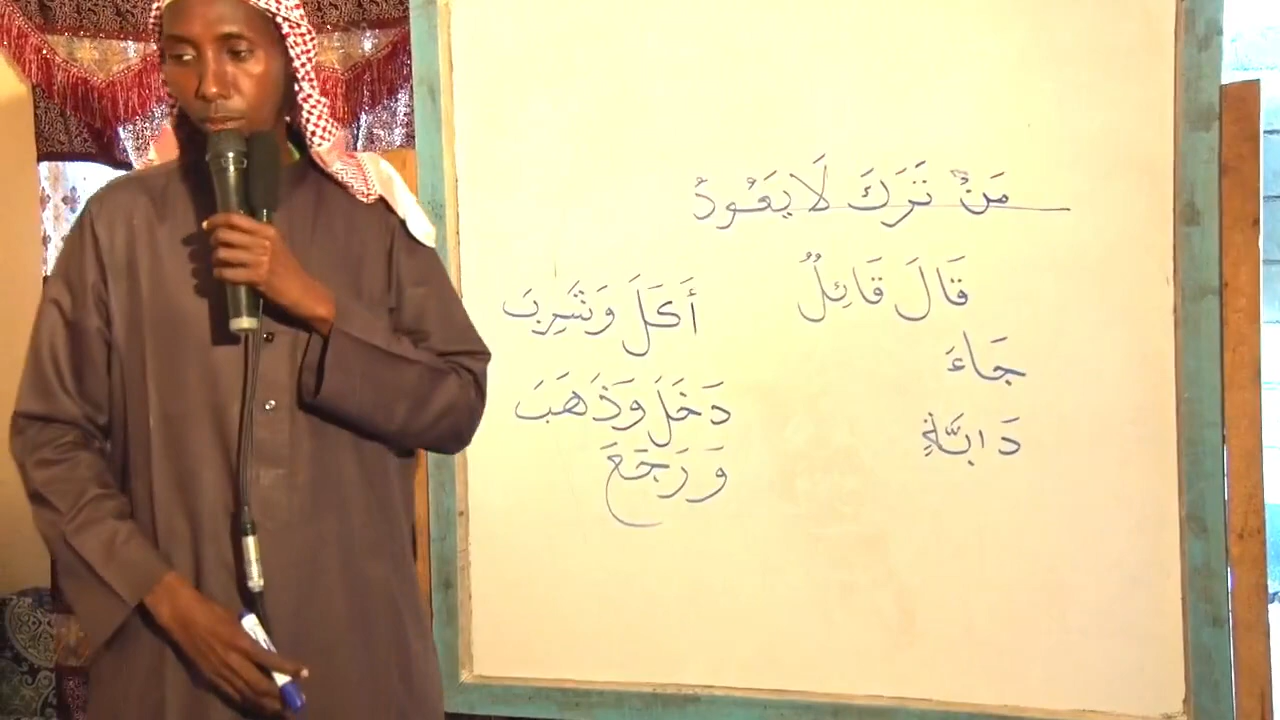 مَنْ تَرَكَ لَا يَعُودُ
قَالَ قَائِلٌ
جَاءَ
دَابَّةٍ
أَكَلَ وَشَرِبَ
دَخَلَ وَذَهَبَ
وَرَجَعَ